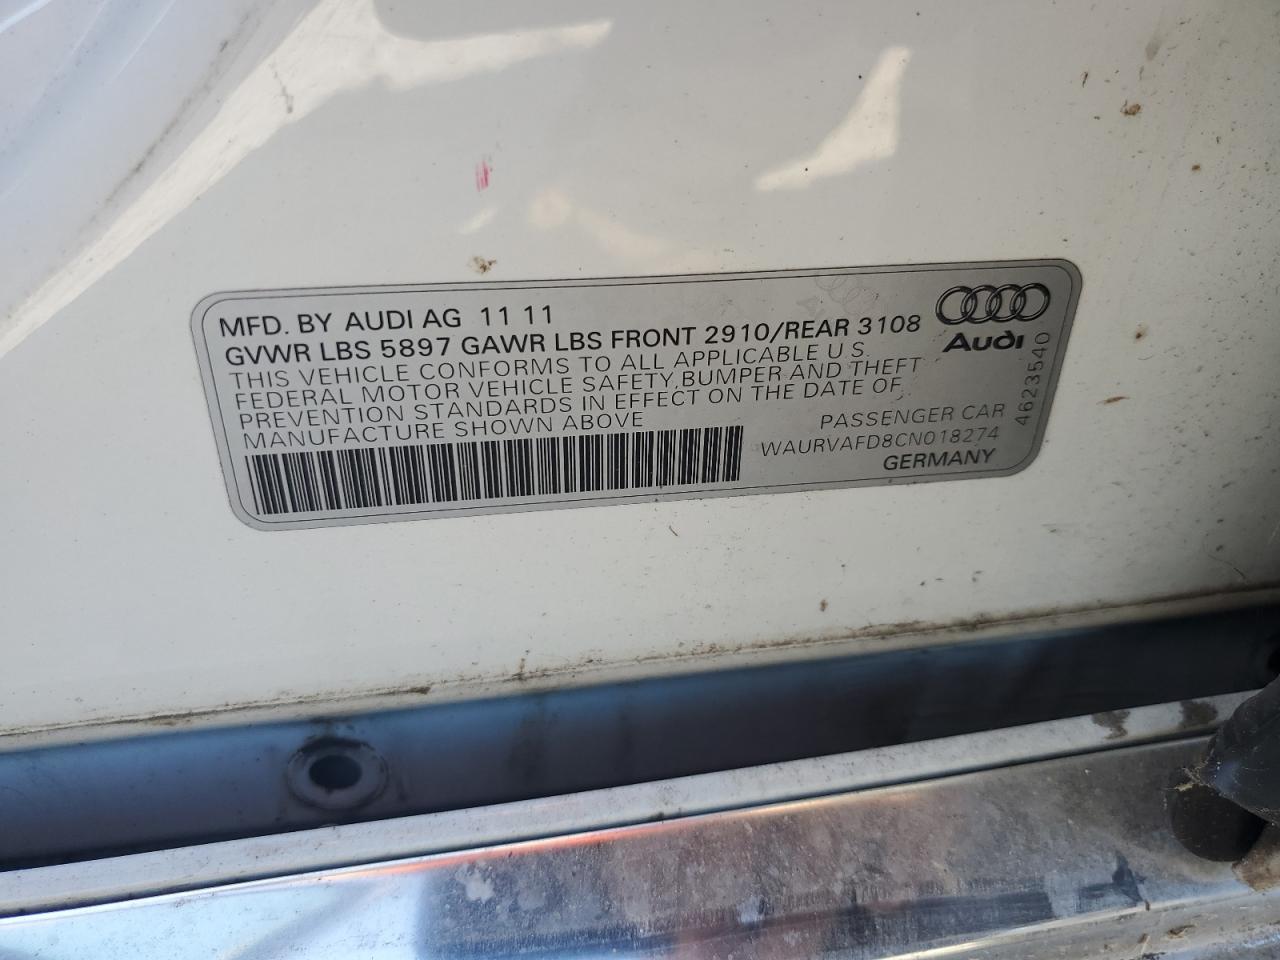 MFD. BY AUDI AG 11 11
GVWR LBS 5897 GAWR LBS FRONT 2910/REAR 3108
THIS VEHICLE CONFORMS TO ALL APPLICABLE U S.
FEDERAL MOTOR VEHICLE SAFETY, BUMPER AND THEFT
PREVENTION STANDARDS IN EFFECT ON THE DATE OF
MANUFACTURE SHOWN ABOVE
PASSENGER CAR
WAURVAFD8CN018274
GERMANY
Audi
4623540